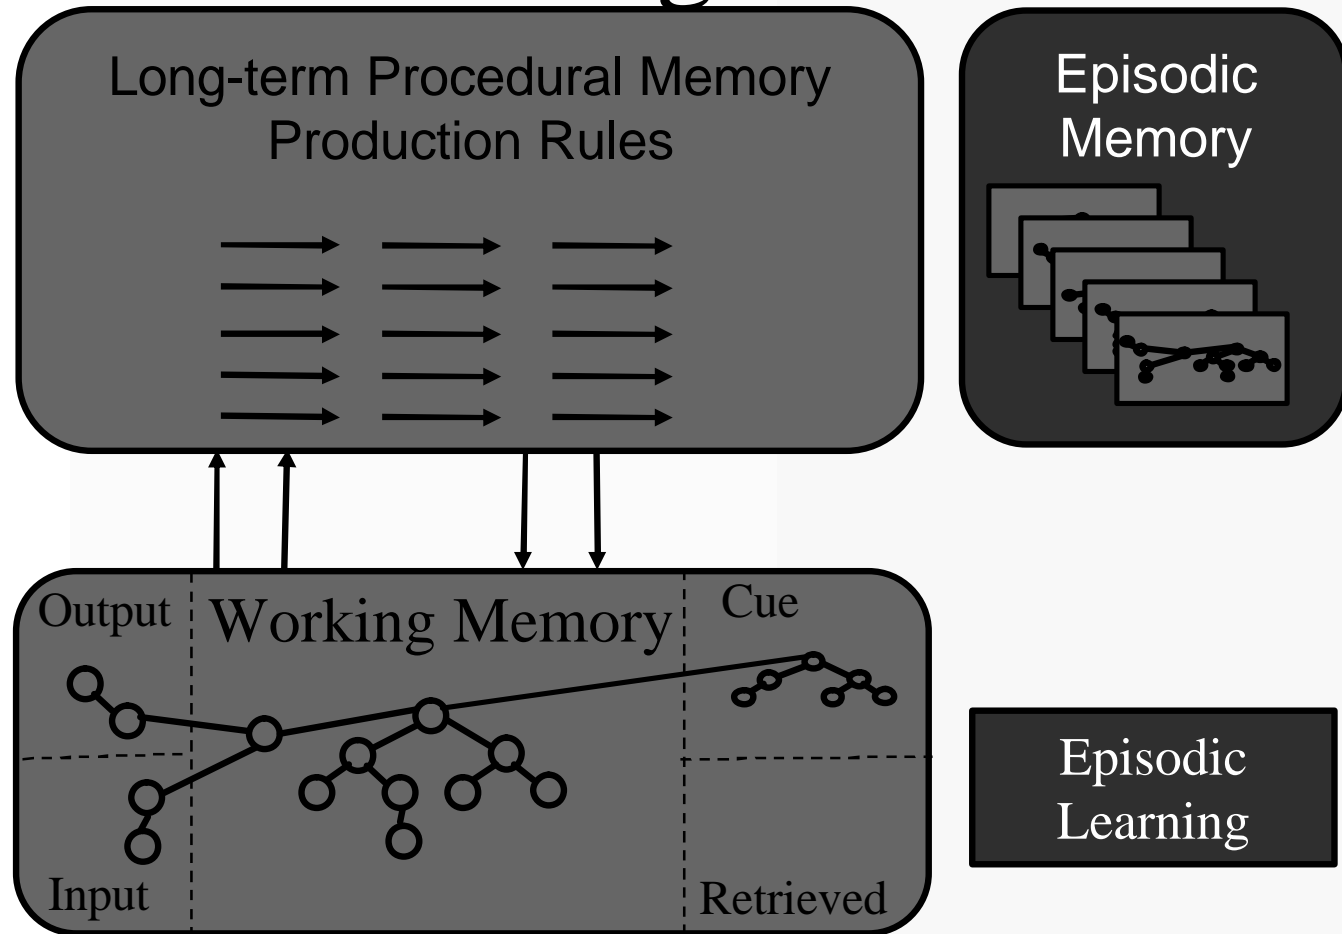 Long-term Procedural Memory
Production Rules
Episodic
Memory
Output
Working Memory
Cue
Input
Retrieved
Episodic
Learning